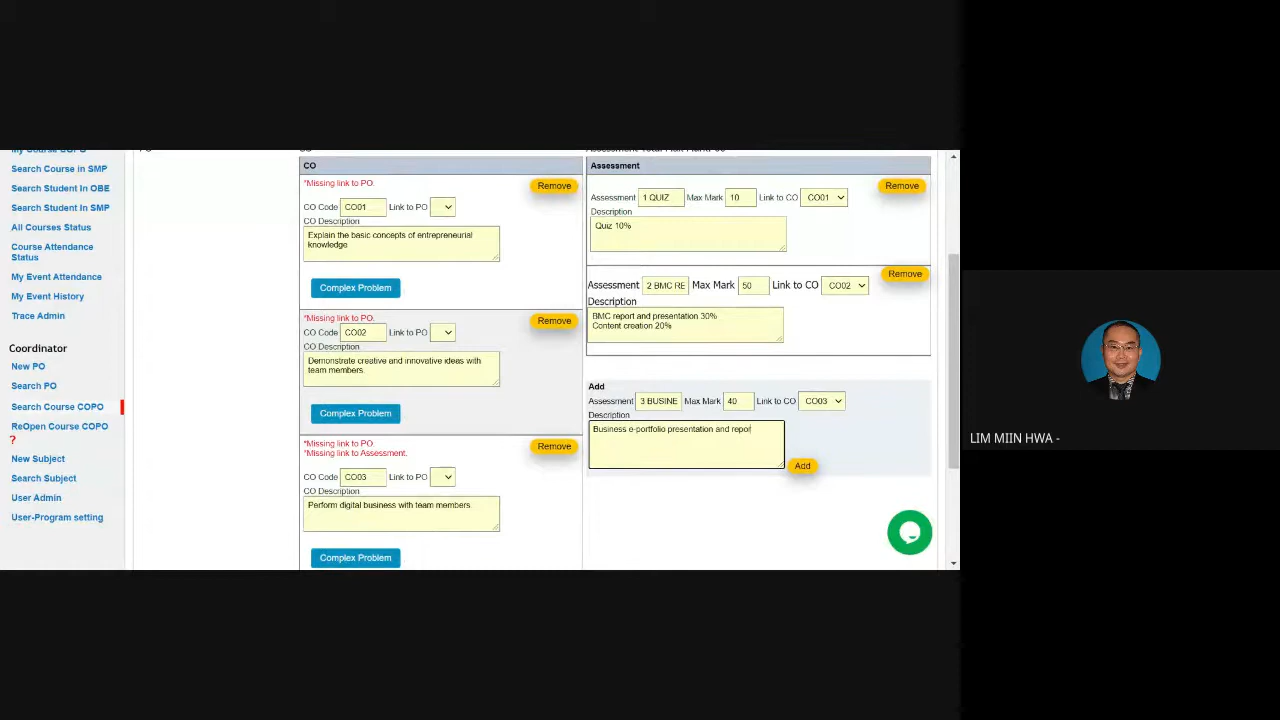 Search Course in SMP
Search Student In OBE
Search Student In SMP
All Courses Status
Course Attendance
Status
My Event Attendance
My Event History
Trace Admin
Coordinator
New PO
Search PO
Search Course COPO
ReOpen Course COPO
?
New Subject
Search Subject
User Admin
User-Program setting
CO
*Missing link to PO.
Remove
CO Code CO01 Link to PO
CO Description
Explain the basic concepts of entrepreneurial
knowledge
Complex Problem
*Missing link to PO.
Remove
CO Code CO02 Link to PO
CO Description
Demonstrate creative and innovative ideas with
team members
Complex Problem
*Missing link to PO.
*Missing link to Assessment.
Remove
CO Code CO03 Link to PO
CO Description
Perform digital business with team members
Complex Problem
Assessment
Remove
Assessment 1 QUIZ Max Mark 10 Link to CO CO01
Description
Quiz 10%
Remove
Assessment 2 BMC RE Max Mark 50 Link to CO CO02
Description
BMC report and presentation 30%
Content creation 20%
Add
Assessment 3 BUSINE Max Mark 40 Link to CO CO03
Description
Business e-portfolio presentation and repor
Add
LIM MIIN HWA -